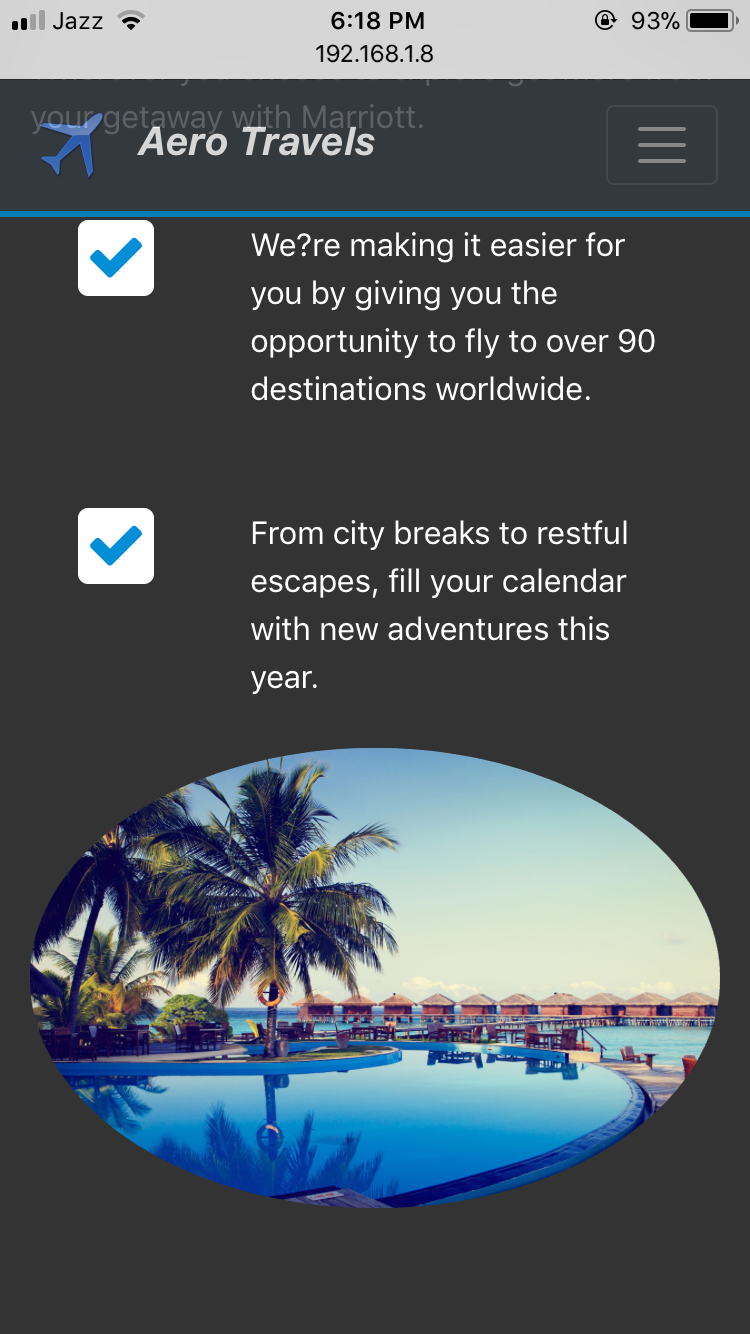 Jazz 6:18 PM 93%
192.168.1.8
your getaway with Marriott.
Aero Travels
We?re making it easier for
you by giving you the
opportunity to fly to over 90
destinations worldwide.
From city breaks to restful
escapes, fill your calendar
with new adventures this
year.